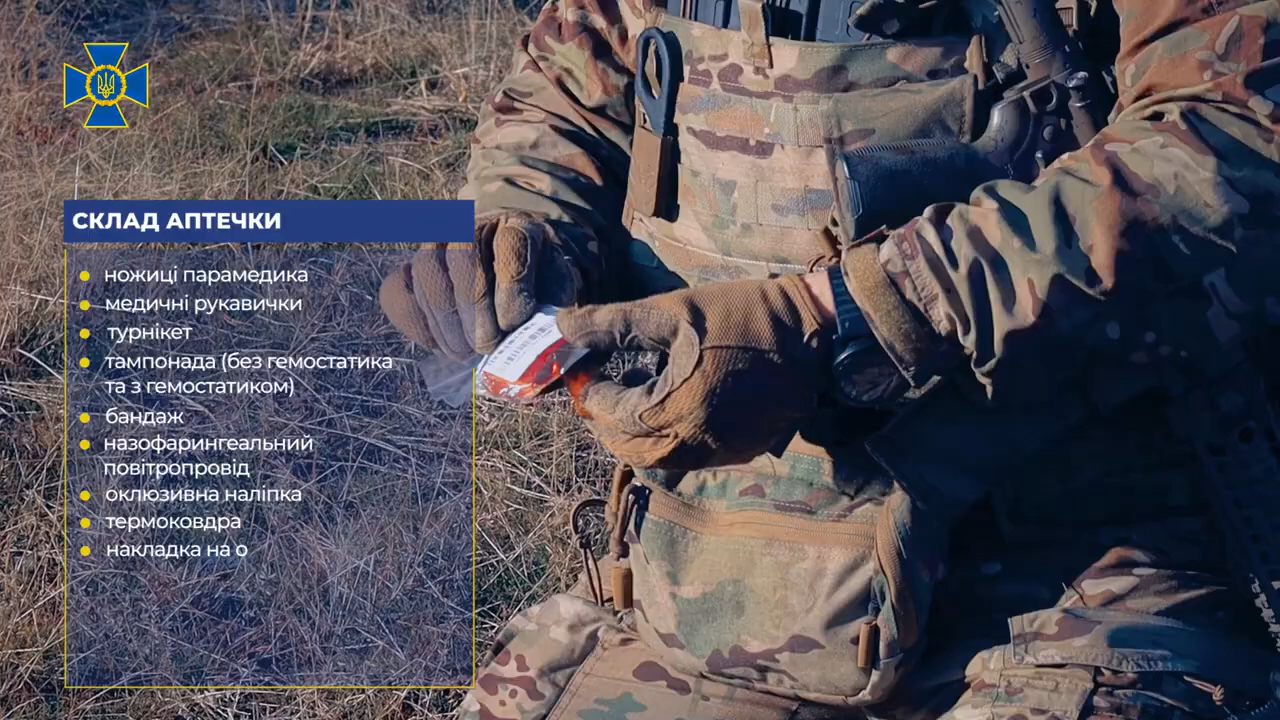 СКЛАД АПТЕЧКИ
ножиці парамедика
медичні рукавички
турнікет
тампонада (без гемостатика
та з гемостатиком)
бандаж
назофарингеальний
повітропровід
оклюзивна наліпка
термоковдра
накладка на о